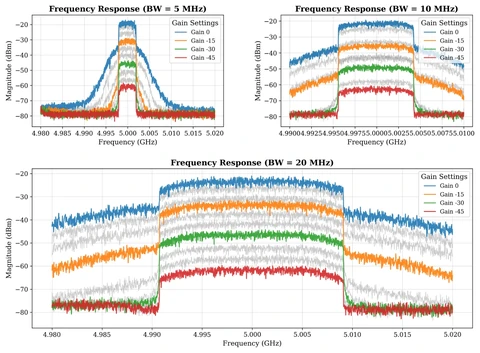 Frequency Response (BW = 5 MHz)
Magnitude (dBm)
−20
−30
−40
−50
−60
−70
−80
Gain Settings
Gain 0
Gain -15
Gain -30
Gain -45
4.980 4.985 4.990 4.995 5.000 5.005 5.010 5.015 5.020
Frequency (GHz)
Frequency Response (BW = 10 MHz)
Magnitude (dBm)
−20
−30
−40
−50
−60
−70
−80
Gain Settings
Gain 0
Gain -15
Gain -30
Gain -45
Frequency (GHz)
Frequency Response (BW = 20 MHz)
Magnitude (dBm)
−20
−30
−40
−50
−60
−70
−80
Gain Settings
Gain 0
Gain -15
Gain -30
Gain -45
4.980 4.985 4.990 4.995 5.000 5.005 5.010 5.015 5.020
Frequency (GHz)